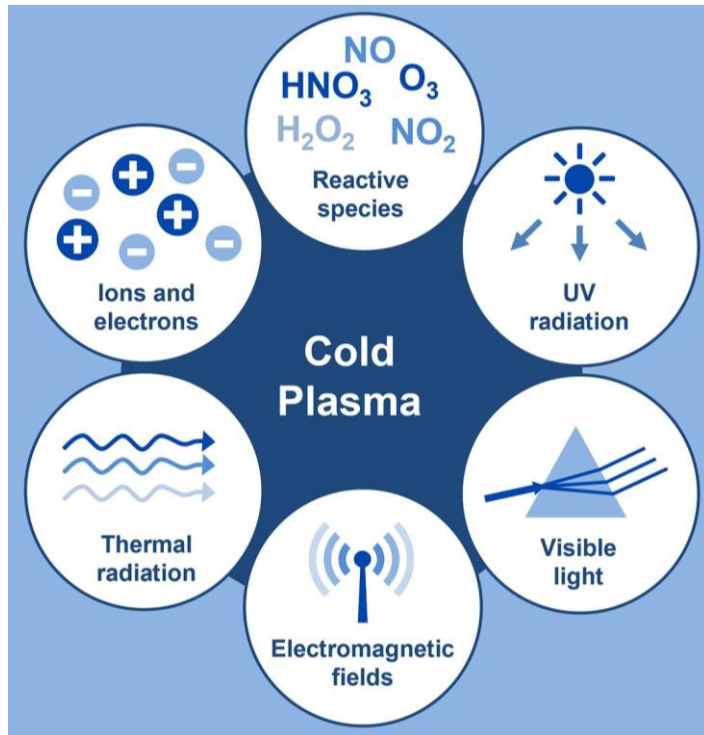 NO
HNO₃ O₃
H₂O₂ NO₂
Reactive
species
Ions and
electrons
UV
radiation
Cold
Plasma
Thermal
radiation
Visible
light
Electromagnetic
fields